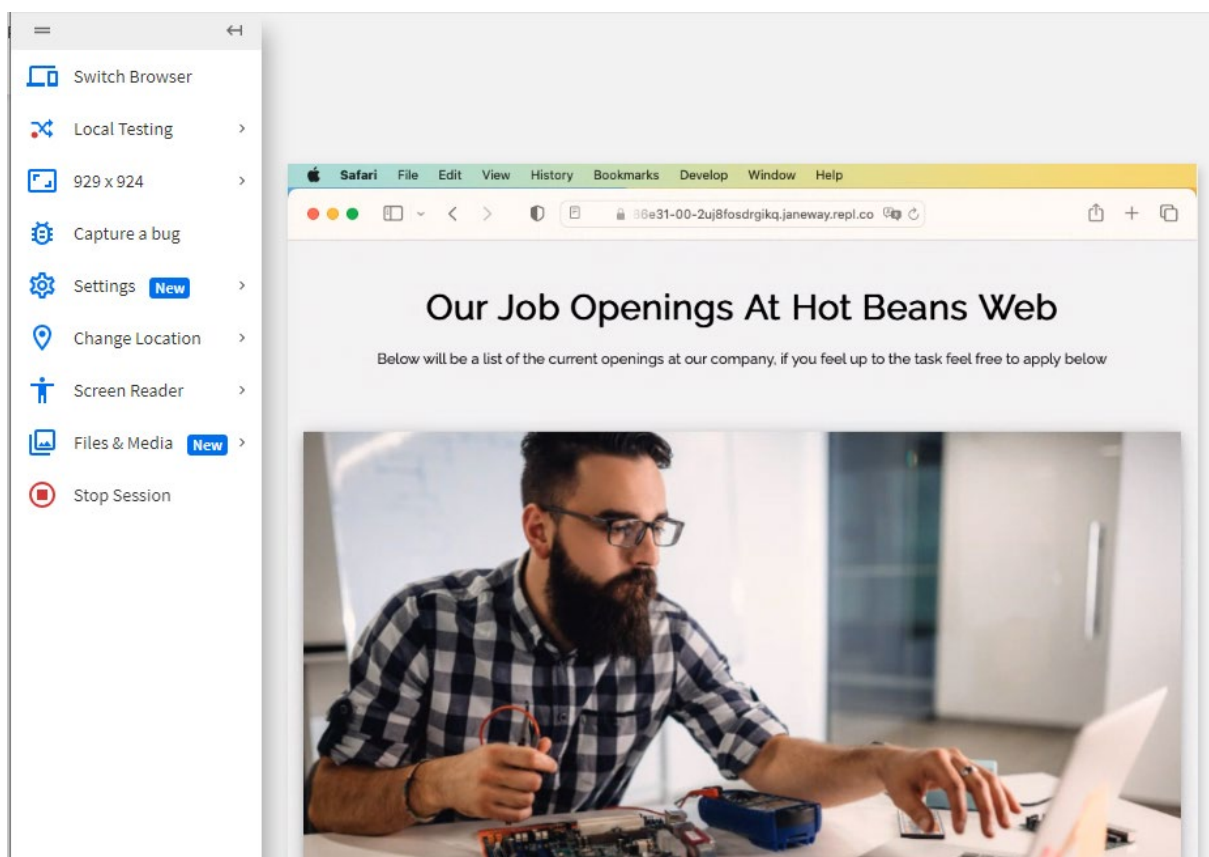 Switch Browser
Local Testing
929 x 924
Capture a bug
Settings New
Change Location
Screen Reader
Files & Media New
Stop Session
Safari File Edit View History Bookmarks Develop Window Help
36e31-00-2uj8fosdrgikq.janeway.repl.co
Our Job Openings At Hot Beans Web
Below will be a list of the current openings at our company, if you feel up to the task feel free to apply below